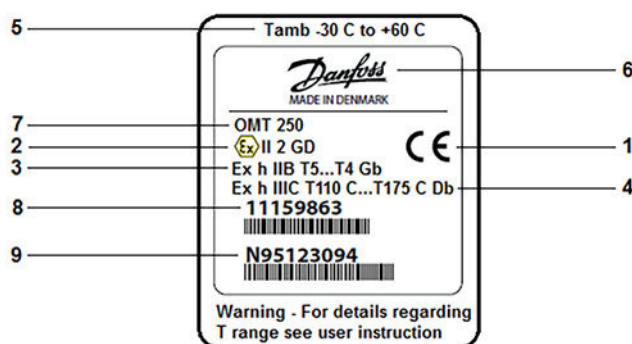 5 Tamb -30 C to +60 C
Danfoss 6
MADE IN DENMARK
7 OMT 250
2 Ex II 2 GD CE 1
3 Ex h IIB T5...T4 Gb
Ex h IIIC T110 C...T175 C Db 4
8 11159863
9 N95123094
Warning - For details regarding
T range see user instruction